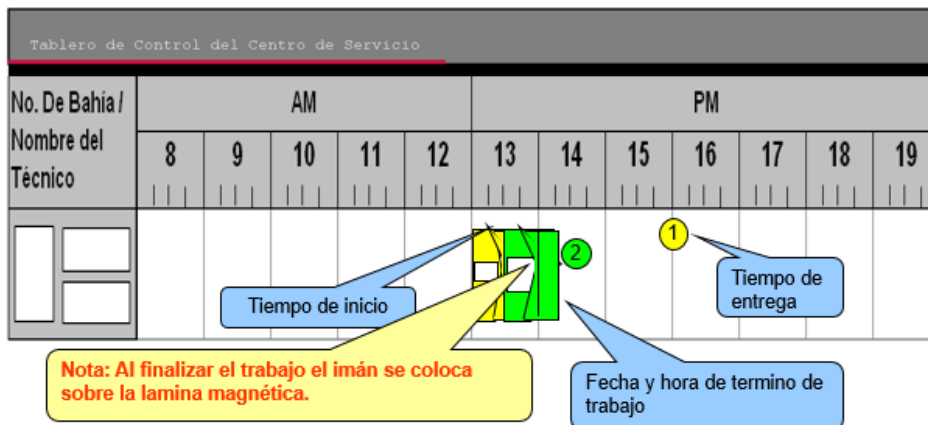 Tablero de Control del Centro de Servicio
No. De Bahía /
Nombre del
Técnico
AM
PM
8 9 10 11 12 13 14 15 16 17 18 19
1
2
Tiempo de inicio
Tiempo de
entrega
Nota: Al finalizar el trabajo el imán se coloca
sobre la lamina magnética.
Fecha y hora de termino de
trabajo